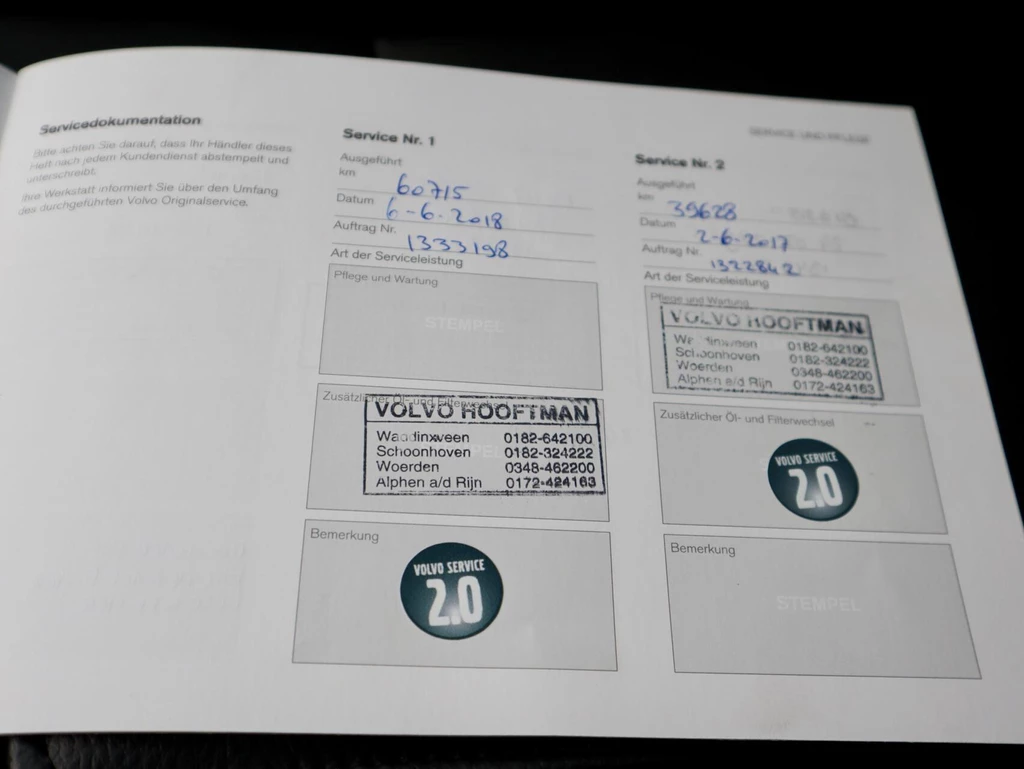 Servicedokumentation
Bitte achten Sie darauf, dass Ihr Händler dieses
Heft nach jedem Kundendienst abstempelt und
unterschreibt.
Ihre Werkstatt informiert Sie über den Umfang
des durchgeführten Volvo Originalservice.
Service Nr. 1
Ausgeführt
km 60715
Datum 6-6-2018
Auftrag Nr. 1333198
Art der Serviceleistung
Pflege und Wartung
STEMPEL
Zusätzlicher Öl- und Filterwechsel
VOLVO HOOFTMAN
Waddinxveen 0182-642100
Schoonhoven 0182-324222
Woerden 0348-462200
Alphen a/d Rijn 0172-424163
Bemerkung
VOLVO SERVICE
2.0
SERVICE UND PFLEGE
Service Nr. 2
Ausgeführt
km 39628
Datum 2-6-2017
Auftrag Nr. 1322842
Art der Serviceleistung
Pflege und Wartung
VOLVO HOOFTMAN
Waddinxveen 0182-642100
Schoonhoven 0182-324222
Woerden 0348-462200
Alphen a/d Rijn 0172-424163
Zusätzlicher Öl- und Filterwechsel
VOLVO SERVICE
2.0
Bemerkung
STEMPEL